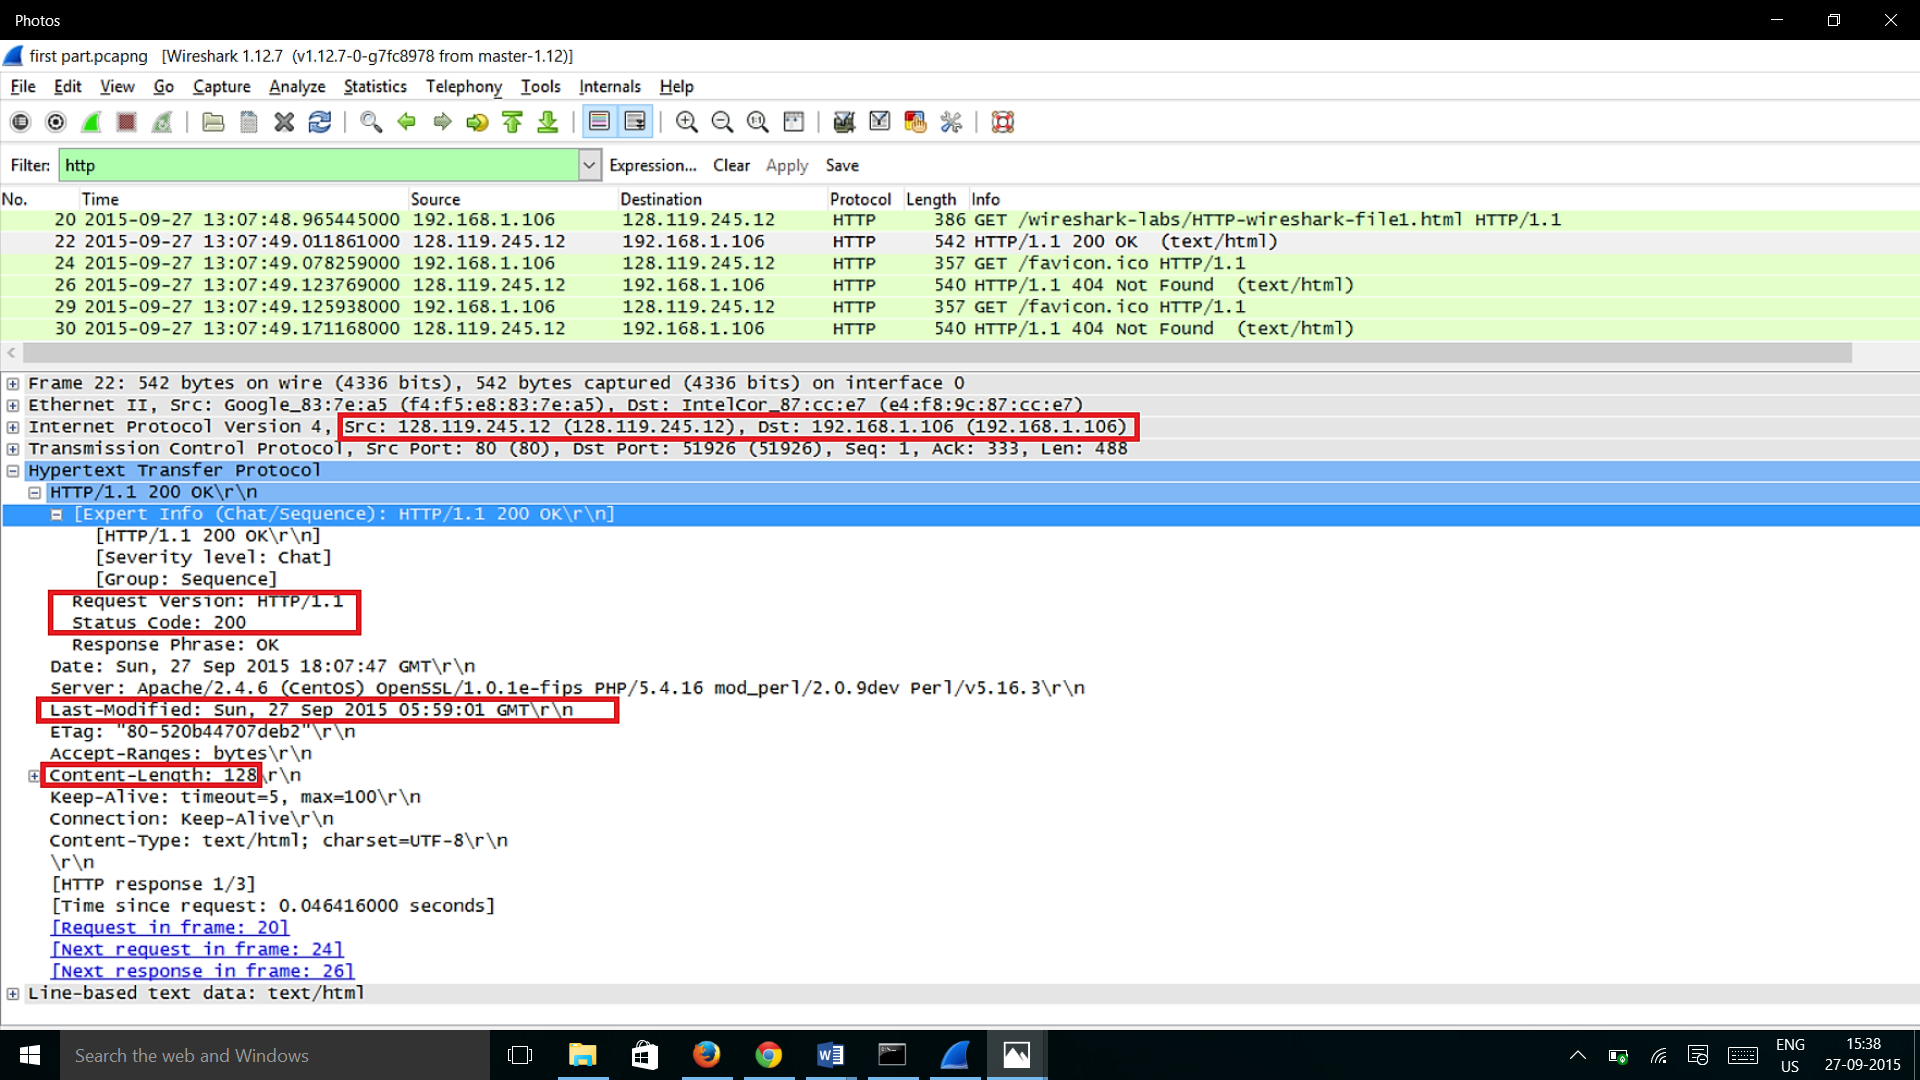 Photos
first part.pcapng [Wireshark 1.12.7 (v1.12.7-0-g7fc8978 from master-1.12)]
File Edit View Go Capture Analyze Statistics Telephony Tools Internals Help
Filter: http Expression... Clear Apply Save
No. Time Source Destination Protocol Length Info
20 2015-09-27 13:07:48.965445000 192.168.1.106 128.119.245.12 HTTP 386 GET /wireshark-labs/HTTP-wireshark-file1.html HTTP/1.1
22 2015-09-27 13:07:49.011861000 128.119.245.12 192.168.1.106 HTTP 542 HTTP/1.1 200 OK (text/html)
24 2015-09-27 13:07:49.078259000 192.168.1.106 128.119.245.12 HTTP 357 GET /favicon.ico HTTP/1.1
26 2015-09-27 13:07:49.123769000 128.119.245.12 192.168.1.106 HTTP 540 HTTP/1.1 404 Not Found (text/html)
29 2015-09-27 13:07:49.125938000 192.168.1.106 128.119.245.12 HTTP 357 GET /favicon.ico HTTP/1.1
30 2015-09-27 13:07:49.171168000 128.119.245.12 192.168.1.106 HTTP 540 HTTP/1.1 404 Not Found (text/html)
Frame 22: 542 bytes on wire (4336 bits), 542 bytes captured (4336 bits) on interface 0
Ethernet II, Src: Google_83:7e:a5 (f4:f5:e8:83:7e:a5), Dst: IntelCor_87:cc:e7 (e4:f8:9c:87:cc:e7)
Internet Protocol Version 4, Src: 128.119.245.12 (128.119.245.12), Dst: 192.168.1.106 (192.168.1.106)
Transmission Control Protocol, Src Port: 80 (80), Dst Port: 51926 (51926), Seq: 1, Ack: 333, Len: 488
Hypertext Transfer Protocol
HTTP/1.1 200 OK\r\n
[Expert Info (Chat/Sequence): HTTP/1.1 200 OK\r\n]
[HTTP/1.1 200 OK\r\n]
[Severity level: Chat]
[Group: Sequence]
Request Version: HTTP/1.1
Status Code: 200
Response Phrase: OK
Date: Sun, 27 Sep 2015 18:07:47 GMT\r\n
Server: Apache/2.4.6 (CentOS) OpenSSL/1.0.1e-fips PHP/5.4.16 mod_perl/2.0.9dev Perl/v5.16.3\r\n
Last-Modified: Sun, 27 Sep 2015 05:59:01 GMT\r\n
ETag: "80-520b44707deb2"\r\n
Accept-Ranges: bytes\r\n
Content-Length: 128\r\n
Keep-Alive: timeout=5, max=100\r\n
Connection: Keep-Alive\r\n
Content-Type: text/html; charset=UTF-8\r\n
\r\n
[HTTP response 1/3]
[Time since request: 0.046416000 seconds]
[Request in frame: 20]
[Next request in frame: 24]
[Next response in frame: 26]
Line-based text data: text/html
Search the web and Windows
ENG 15:38
US 27-09-2015